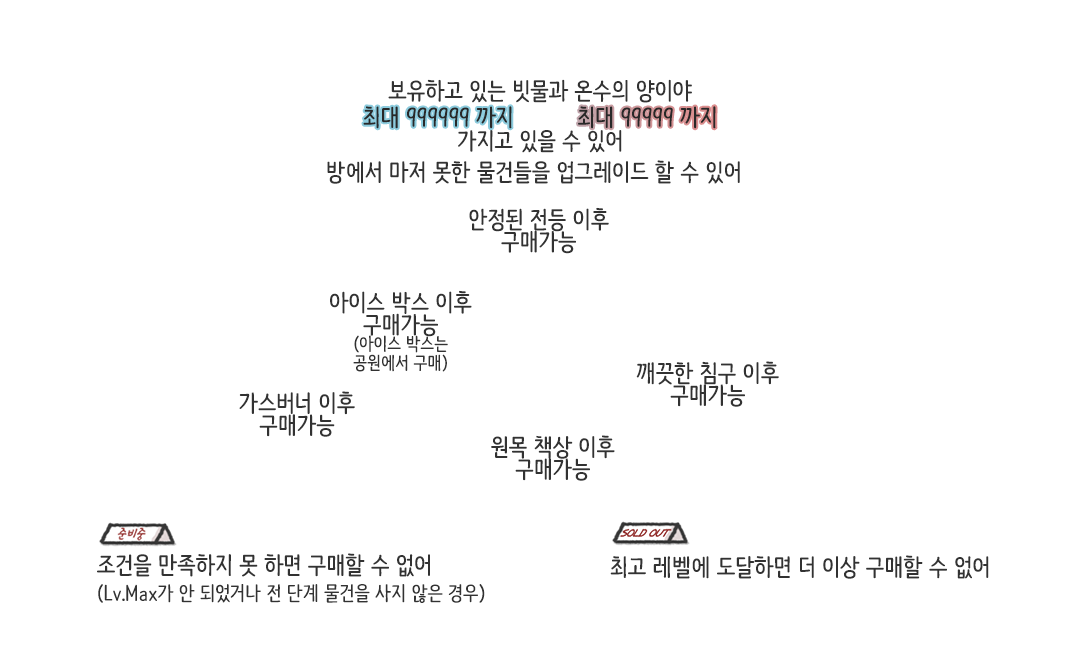 보유하고 있는 빗물과 온수의 양이야
최대 999999 까지 최대 99999 까지
가지고 있을 수 있어
방에서 마저 못한 물건들을 업그레이드 할 수 있어
안정된 전등 이후
구매가능
아이스 박스 이후
구매가능
(아이스 박스는
공원에서 구매)
깨끗한 침구 이후
구매가능
가스버너 이후
구매가능
원목 책상 이후
구매가능
준비중
조건을 만족하지 못 하면 구매할 수 없어
(Lv.Max가 안 되었거나 전 단계 물건을 사지 않은 경우)
SOLD OUT
최고 레벨에 도달하면 더 이상 구매할 수 없어